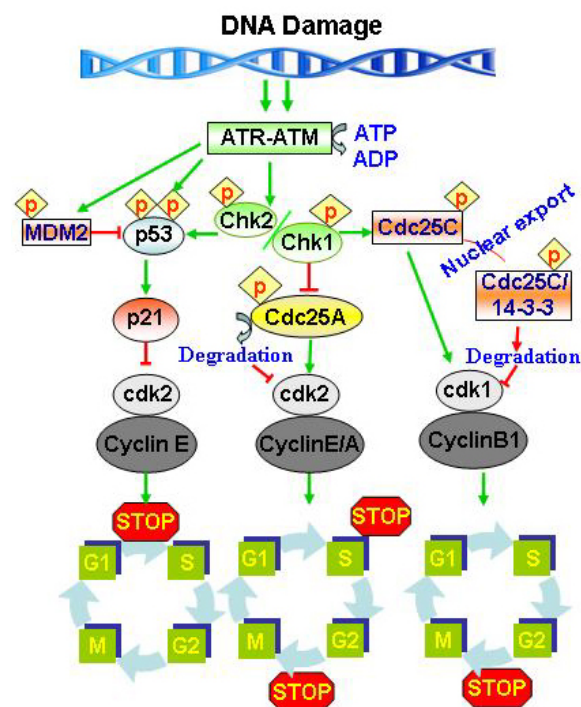 DNA Damage
ATR-ATM
ATP
ADP
p
MDM2
p p
p53
p
Chk2
p
Chk1
p
Cdc25C
Nuclear export
p
Cdc25C/
14-3-3
p21
p
Cdc25A
Degradation
Degradation
cdk2
Cyclin E
cdk2
CyclinE/A
cdk1
CyclinB1
STOP
G1 S
M G2
STOP
G1 S
M G2
STOP
G1 S
M G2
STOP